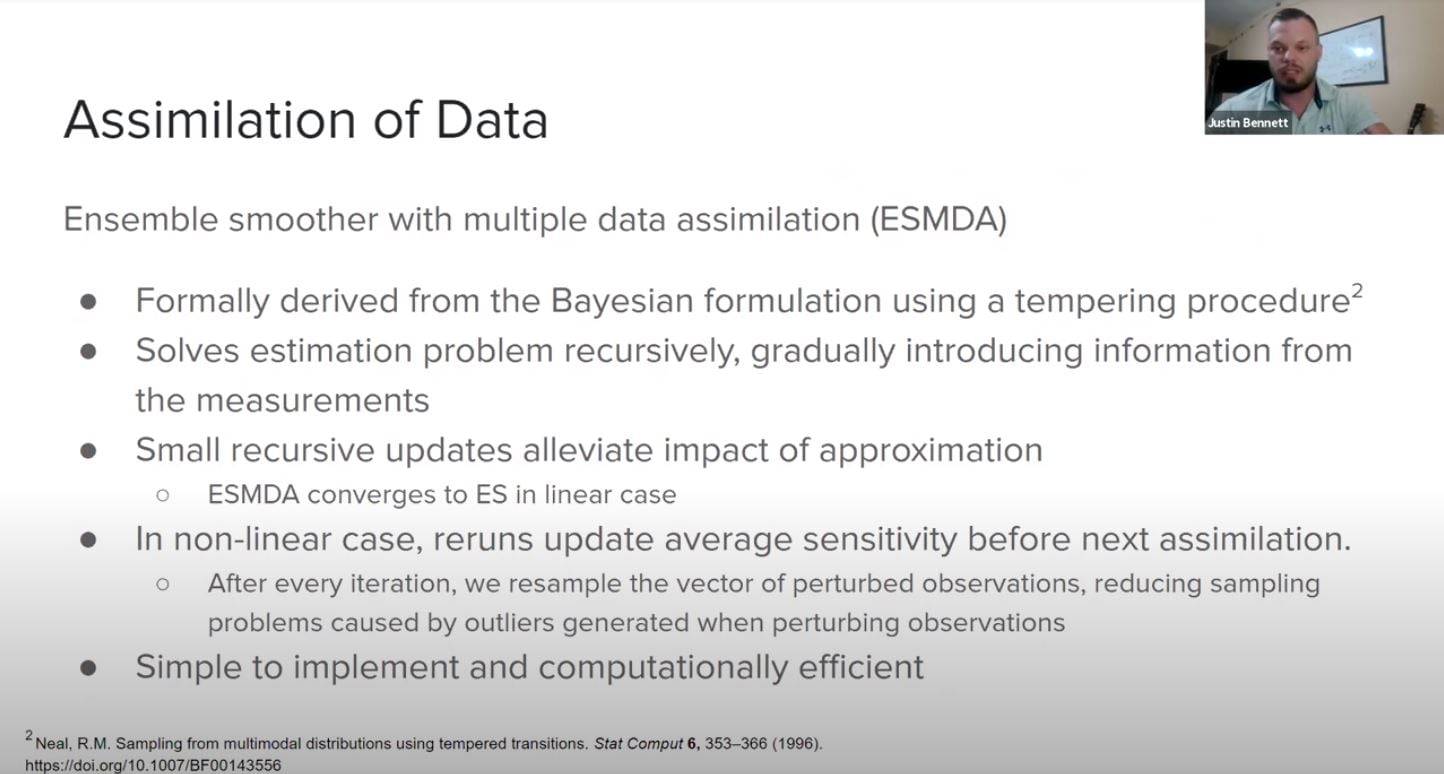 Justin Bennett
Assimilation of Data
Ensemble smoother with multiple data assimilation (ESMDA)
● Formally derived from the Bayesian formulation using a tempering procedure²
● Solves estimation problem recursively, gradually introducing information from
the measurements
● Small recursive updates alleviate impact of approximation
○ ESMDA converges to ES in linear case
● In non-linear case, reruns update average sensitivity before next assimilation.
○ After every iteration, we resample the vector of perturbed observations, reducing sampling
problems caused by outliers generated when perturbing observations
● Simple to implement and computationally efficient
² Neal, R.M. Sampling from multimodal distributions using tempered transitions. Stat Comput 6, 353–366 (1996).
https://doi.org/10.1007/BF00143556